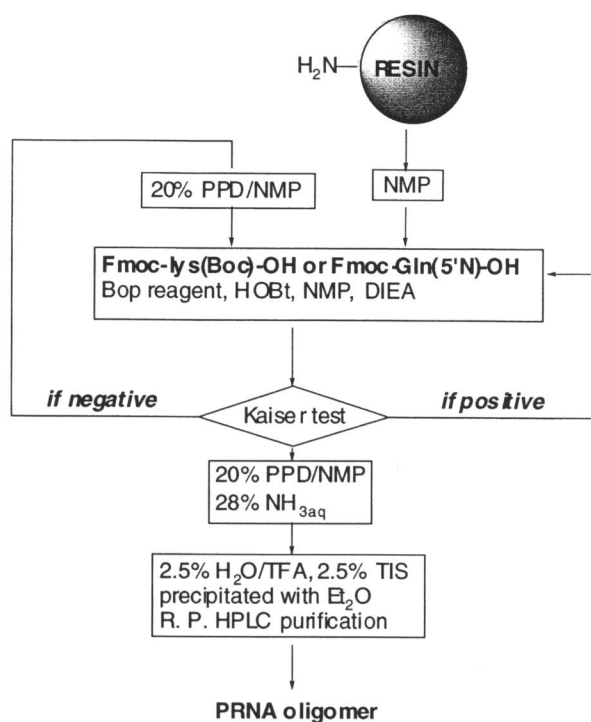 H2N
RESIN
20% PPD/NMP
NMP
Fmoc-lys(Boc)-OH or Fmoc-Gln(5'N)-OH
Bop reagent, HOBt, NMP, DIEA
if negative
Kaiser test
if positive
20% PPD/NMP
28% NH3aq
2.5% H2O/TFA, 2.5% TIS
precipitated with Et2O
R. P. HPLC purification
PRNA oligomer